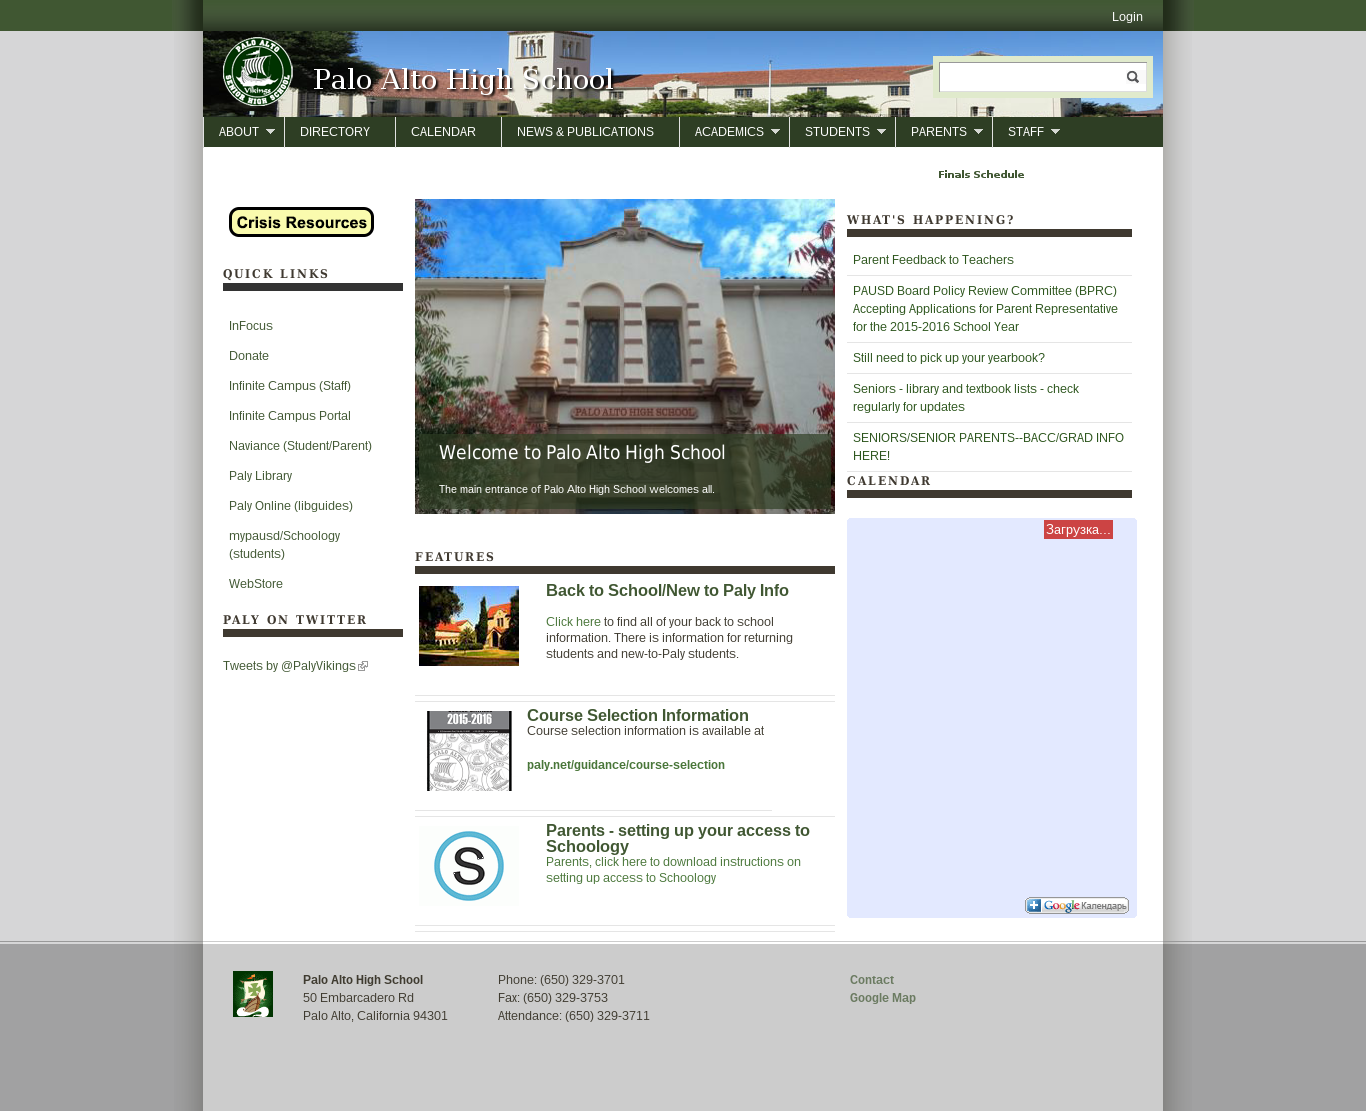 Login
PALO ALTO
Vikings
SENIOR HIGH SCHOOL
Palo Alto High School
ABOUT
DIRECTORY
CALENDAR
NEWS & PUBLICATIONS
ACADEMICS
STUDENTS
PARENTS
STAFF
Finals Schedule
Crisis Resources
QUICK LINKS
InFocus
Donate
Infinite Campus (Staff)
Infinite Campus Portal
Naviance (Student/Parent)
Paly Library
Paly Online (libguides)
mypausd/Schoology
(students)
WebStore
PALY ON TWITTER
Tweets by @PalyVikings
PALO ALTO HIGH SCHOOL
Welcome to Palo Alto High School
The main entrance of Palo Alto High School welcomes all.
FEATURES
Back to School/New to Paly Info
Click here to find all of your back to school
information. There is information for returning
students and new-to-Paly students.
2015-2016
Course Selection Information
Course selection information is available at
paly.net/guidance/course-selection
S
Parents - setting up your access to
Schoology
Parents, click here to download instructions on
setting up access to Schoology
WHAT'S HAPPENING?
Parent Feedback to Teachers
PAUSD Board Policy Review Committee (BPRC)
Accepting Applications for Parent Representative
for the 2015-2016 School Year
Still need to pick up your yearbook?
Seniors - library and textbook lists - check
regularly for updates
SENIORS/SENIOR PARENTS--BACC/GRAD INFO
HERE!
CALENDAR
Загрузка...
Google Календарь
Palo Alto High School
50 Embarcadero Rd
Palo Alto, California 94301
Phone: (650) 329-3701
Fax: (650) 329-3753
Attendance: (650) 329-3711
Contact
Google Map